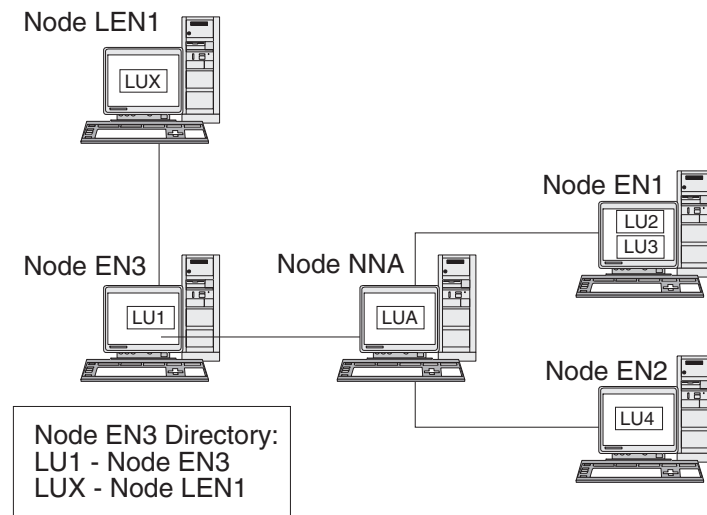 Node LEN1
LUX
Node EN1
LU2
LU3
Node EN3
Node NNA
LU1
LUA
Node EN2
LU4
Node EN3 Directory:
LU1 - Node EN3
LUX - Node LEN1